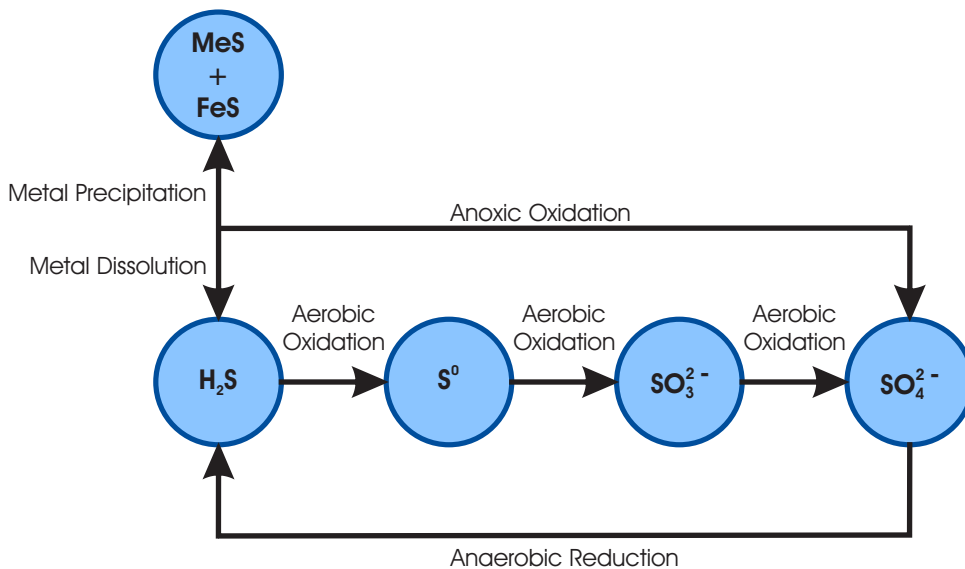 MeS
+
FeS
Metal Precipitation
Anoxic Oxidation
Metal Dissolution
Aerobic
Oxidation
Aerobic
Oxidation
Aerobic
Oxidation
H₂S
S⁰
SO₃²⁻
SO₄²⁻
Anaerobic Reduction